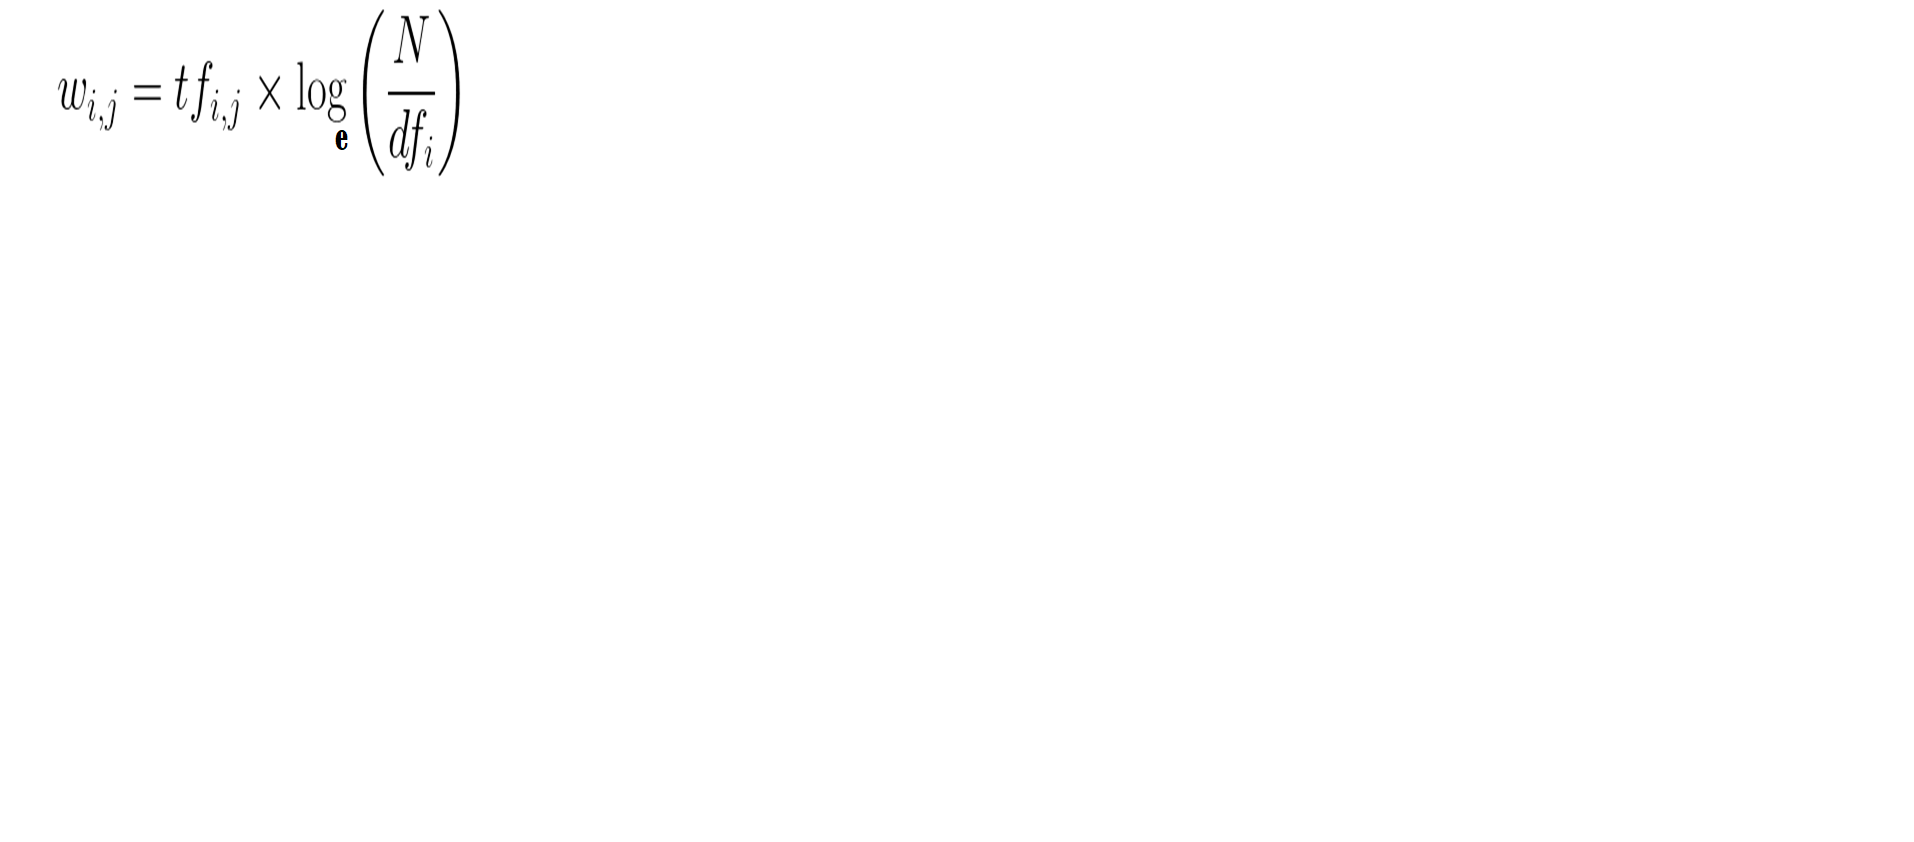 w_{i,j} = tf_{i,j} × log_e (N / df_i)